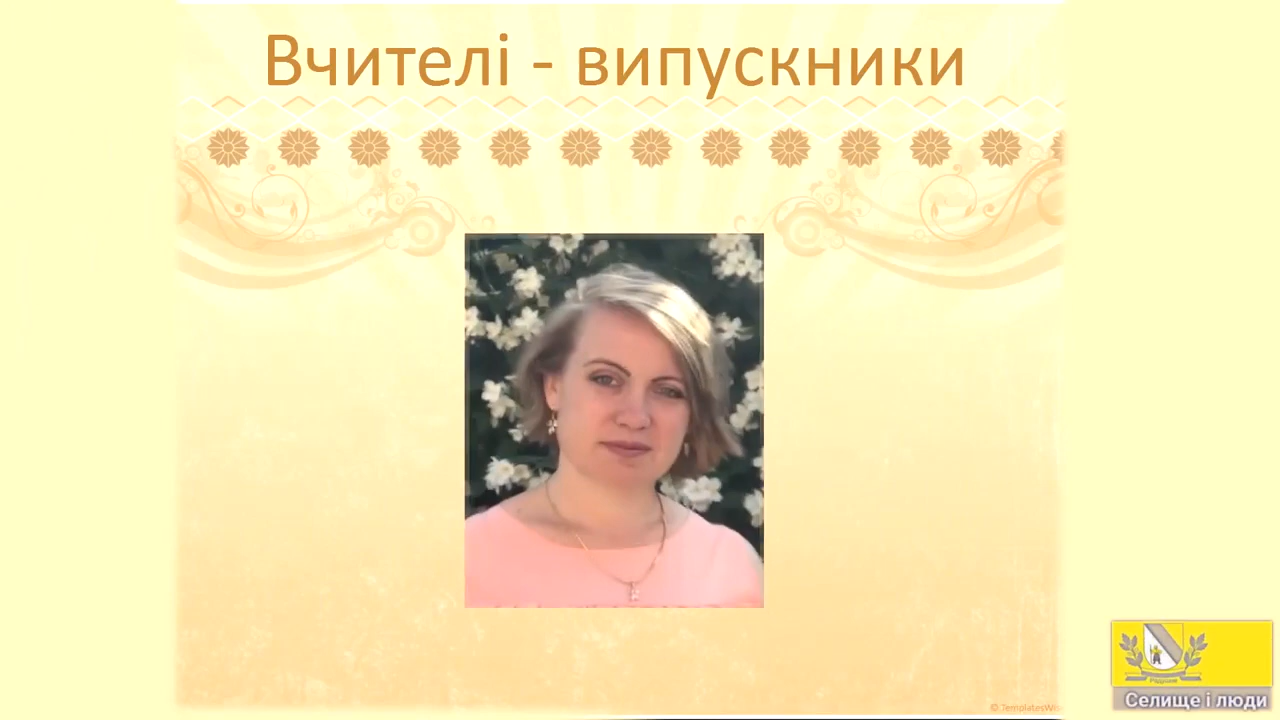 Вчителі - випускники
Селище і люди